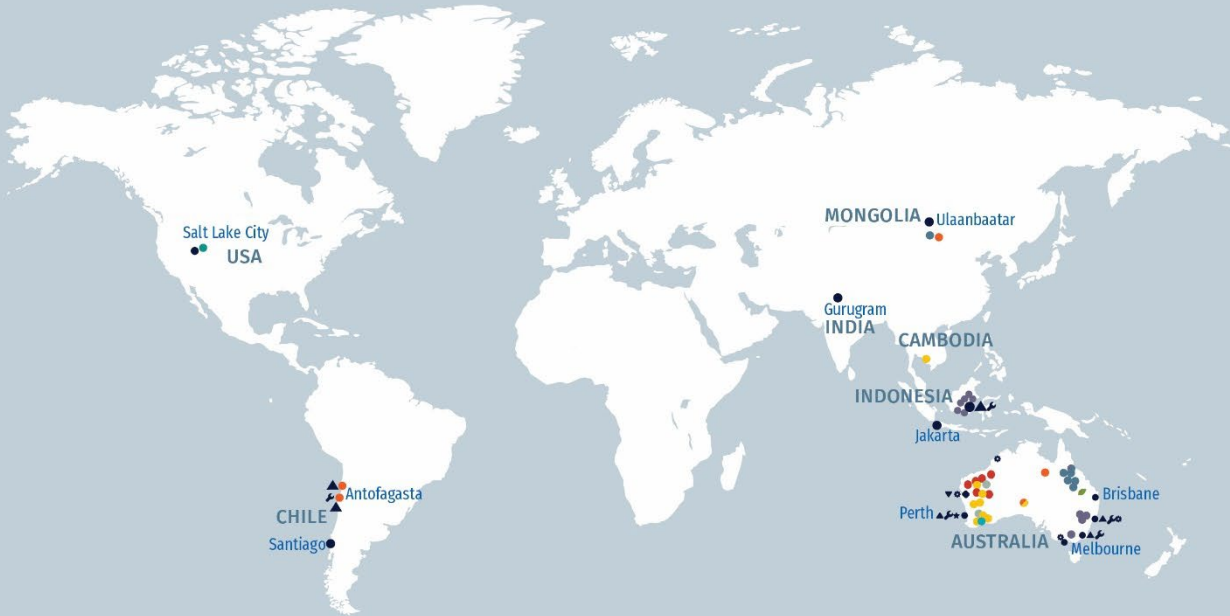 Salt Lake City
USA
MONGOLIA Ulaanbaatar
Gurugram
INDIA
CAMBODIA
INDONESIA
Jakarta
Antofagasta
CHILE
Santiago
Brisbane
Perth
AUSTRALIA
Melbourne